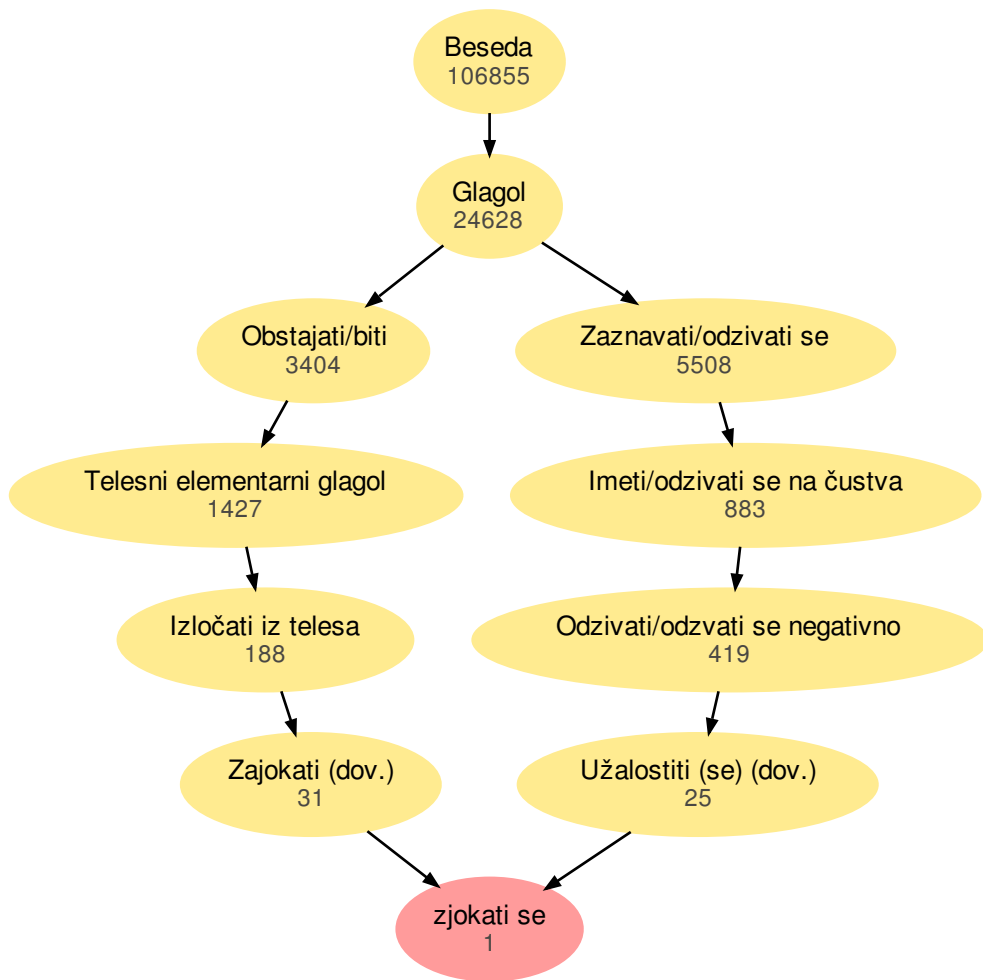 Beseda
106855
Glagol
24628
Obstajati/biti
3404
Zaznavati/odzivati se
5508
Telesni elementarni glagol
1427
Imeti/odzivati se na čustva
883
Izločati iz telesa
188
Odzivati/odzvati se negativno
419
Zajokati (dov.)
31
Užalostiti (se) (dov.)
25
zjokati se
1